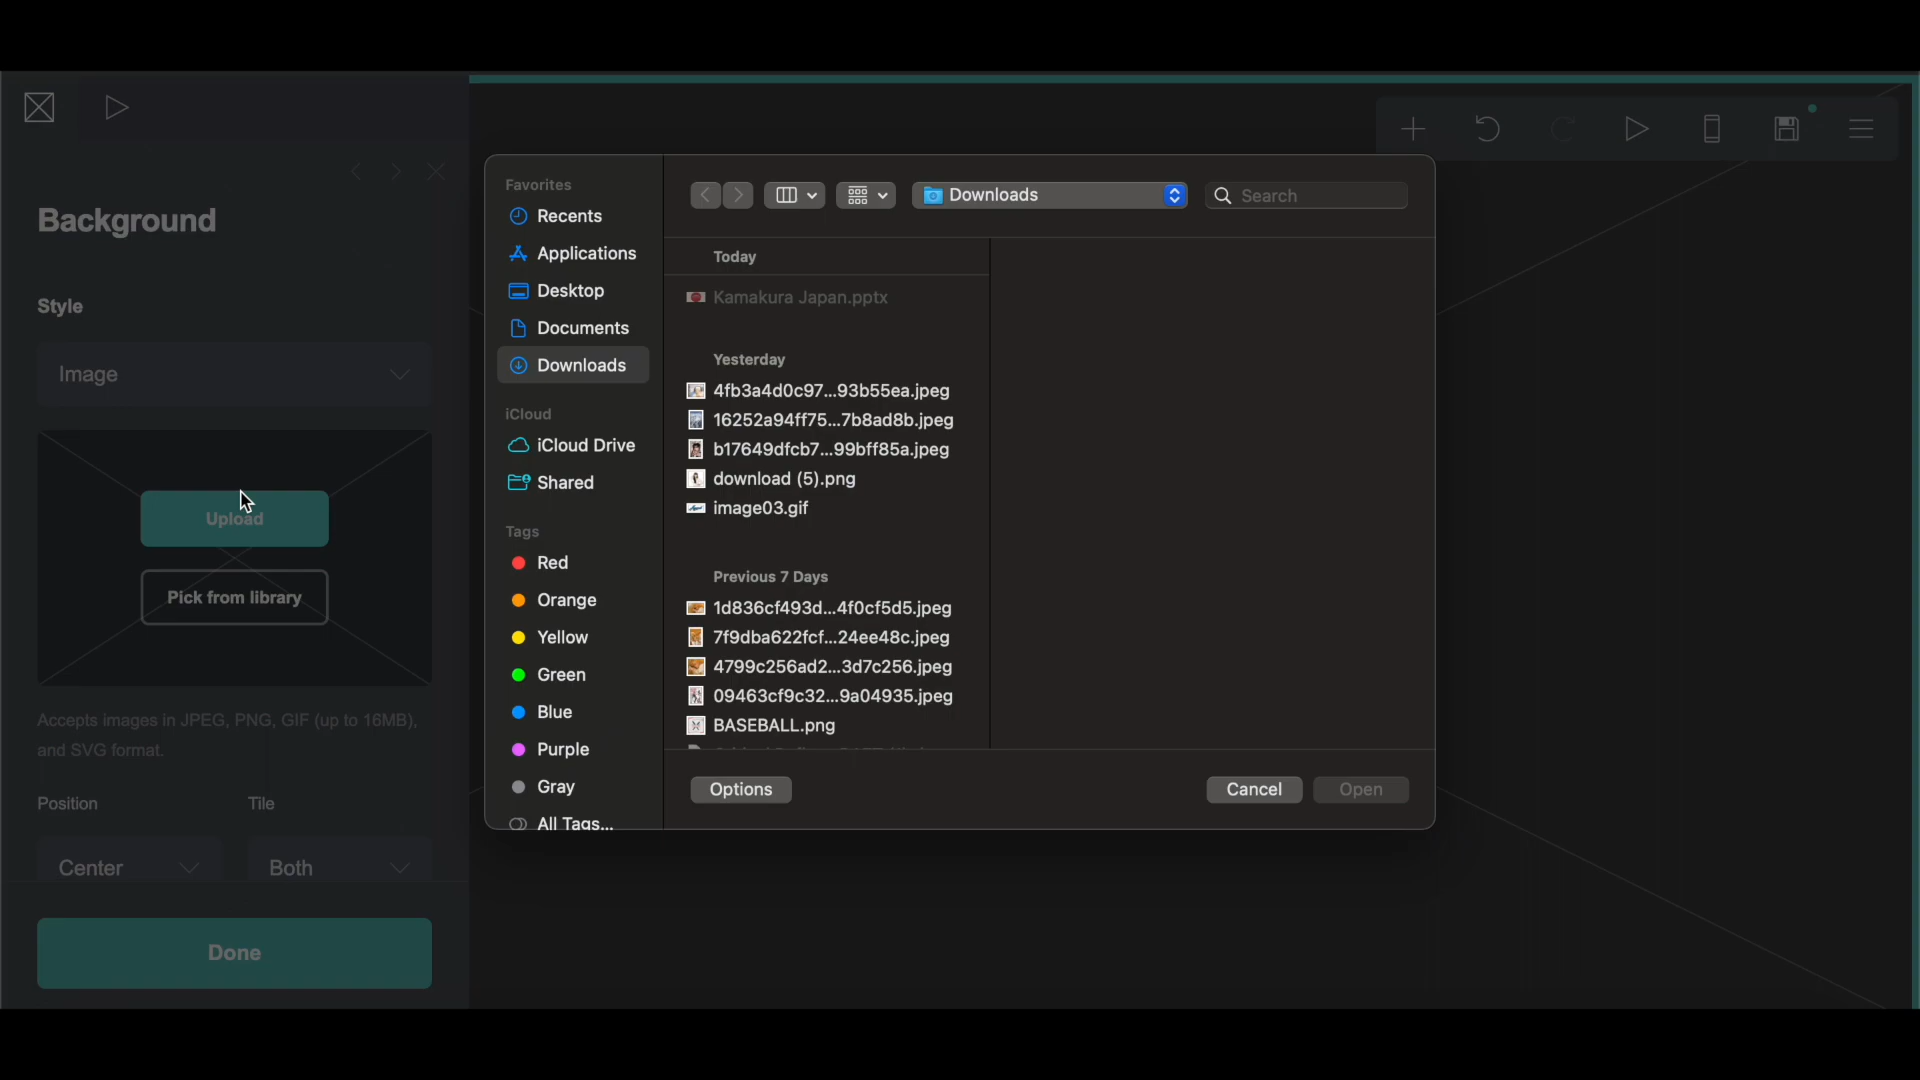 Background
Style
Image
Upload
Pick from library
Accepts images in JPEG, PNG, GIF (up to 16MB),
and SVG format.
Position
Tile
Center
Both
Done
Favorites
Recents
Applications
Desktop
Documents
Downloads
iCloud
iCloud Drive
Shared
Tags
Red
Orange
Yellow
Green
Blue
Purple
Gray
All Tags...
Downloads
Search
Today
Kamakura Japan.pptx
Yesterday
4fb3a4d0c97...93b55ea.jpeg
16252a94ff75...7b8ad8b.jpeg
b17649dfcb7...99bff85a.jpeg
download (5).png
image03.gif
Previous 7 Days
1d836cf493d...4f0cf5d5.jpeg
7f9dba622fcf...24ee48c.jpeg
4799c256ad2...3d7c256.jpeg
09463cf9c32...9a04935.jpeg
BASEBALL.png
Options
Cancel
Open